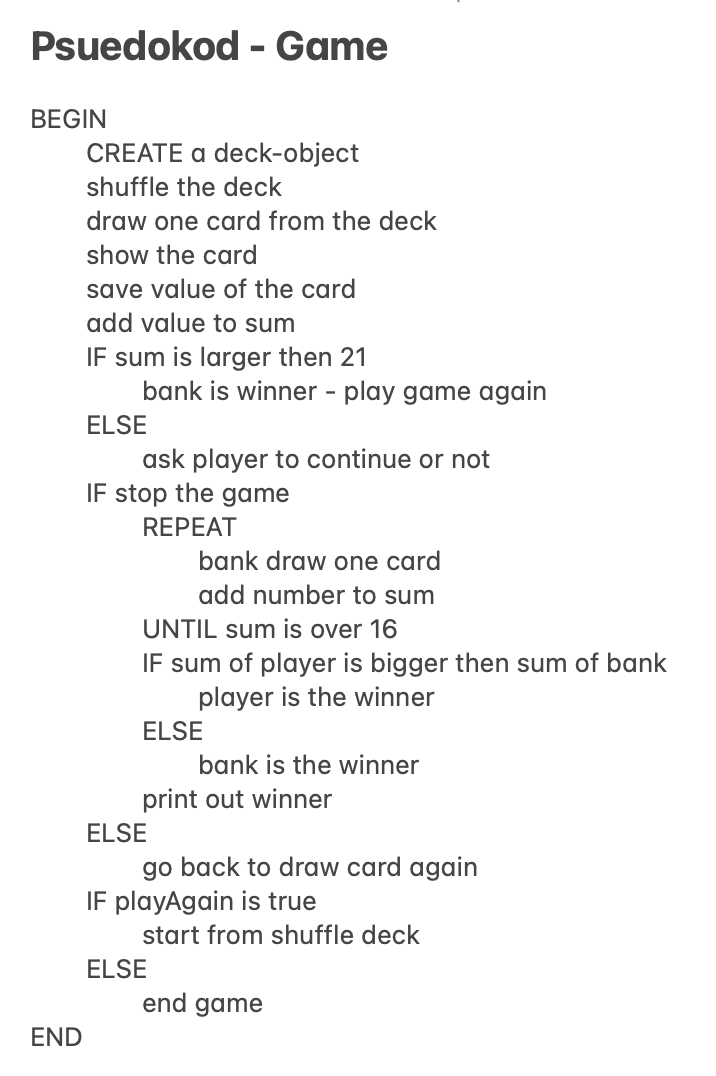 Psuedokod - Game
BEGIN
CREATE a deck-object
shuffle the deck
draw one card from the deck
show the card
save value of the card
add value to sum
IF sum is larger then 21
bank is winner - play game again
ELSE
ask player to continue or not
IF stop the game
REPEAT
bank draw one card
add number to sum
UNTIL sum is over 16
IF sum of player is bigger then sum of bank
player is the winner
ELSE
bank is the winner
print out winner
ELSE
go back to draw card again
IF playAgain is true
start from shuffle deck
ELSE
end game
END